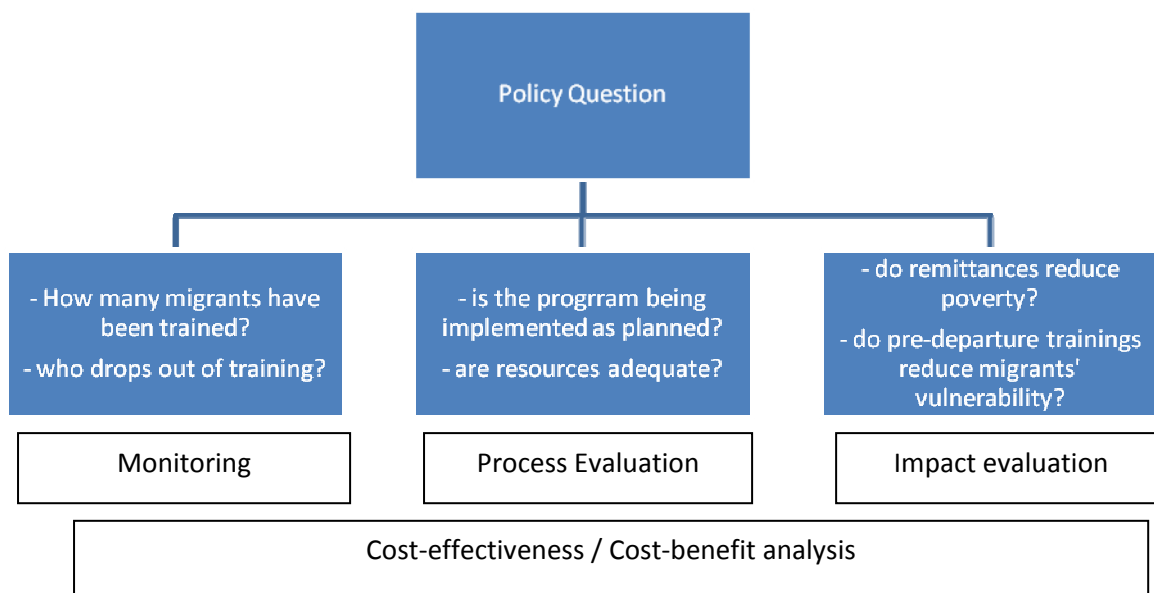 Policy Question
- How many migrants have
been trained?
- who drops out of training?
- is the progrram being
implemented as planned?
- are resources adequate?
- do remittances reduce
poverty?
- do pre-departure trainings
reduce migrants'
vulnerability?
Monitoring
Process Evaluation
Impact evaluation
Cost-effectiveness / Cost-benefit analysis